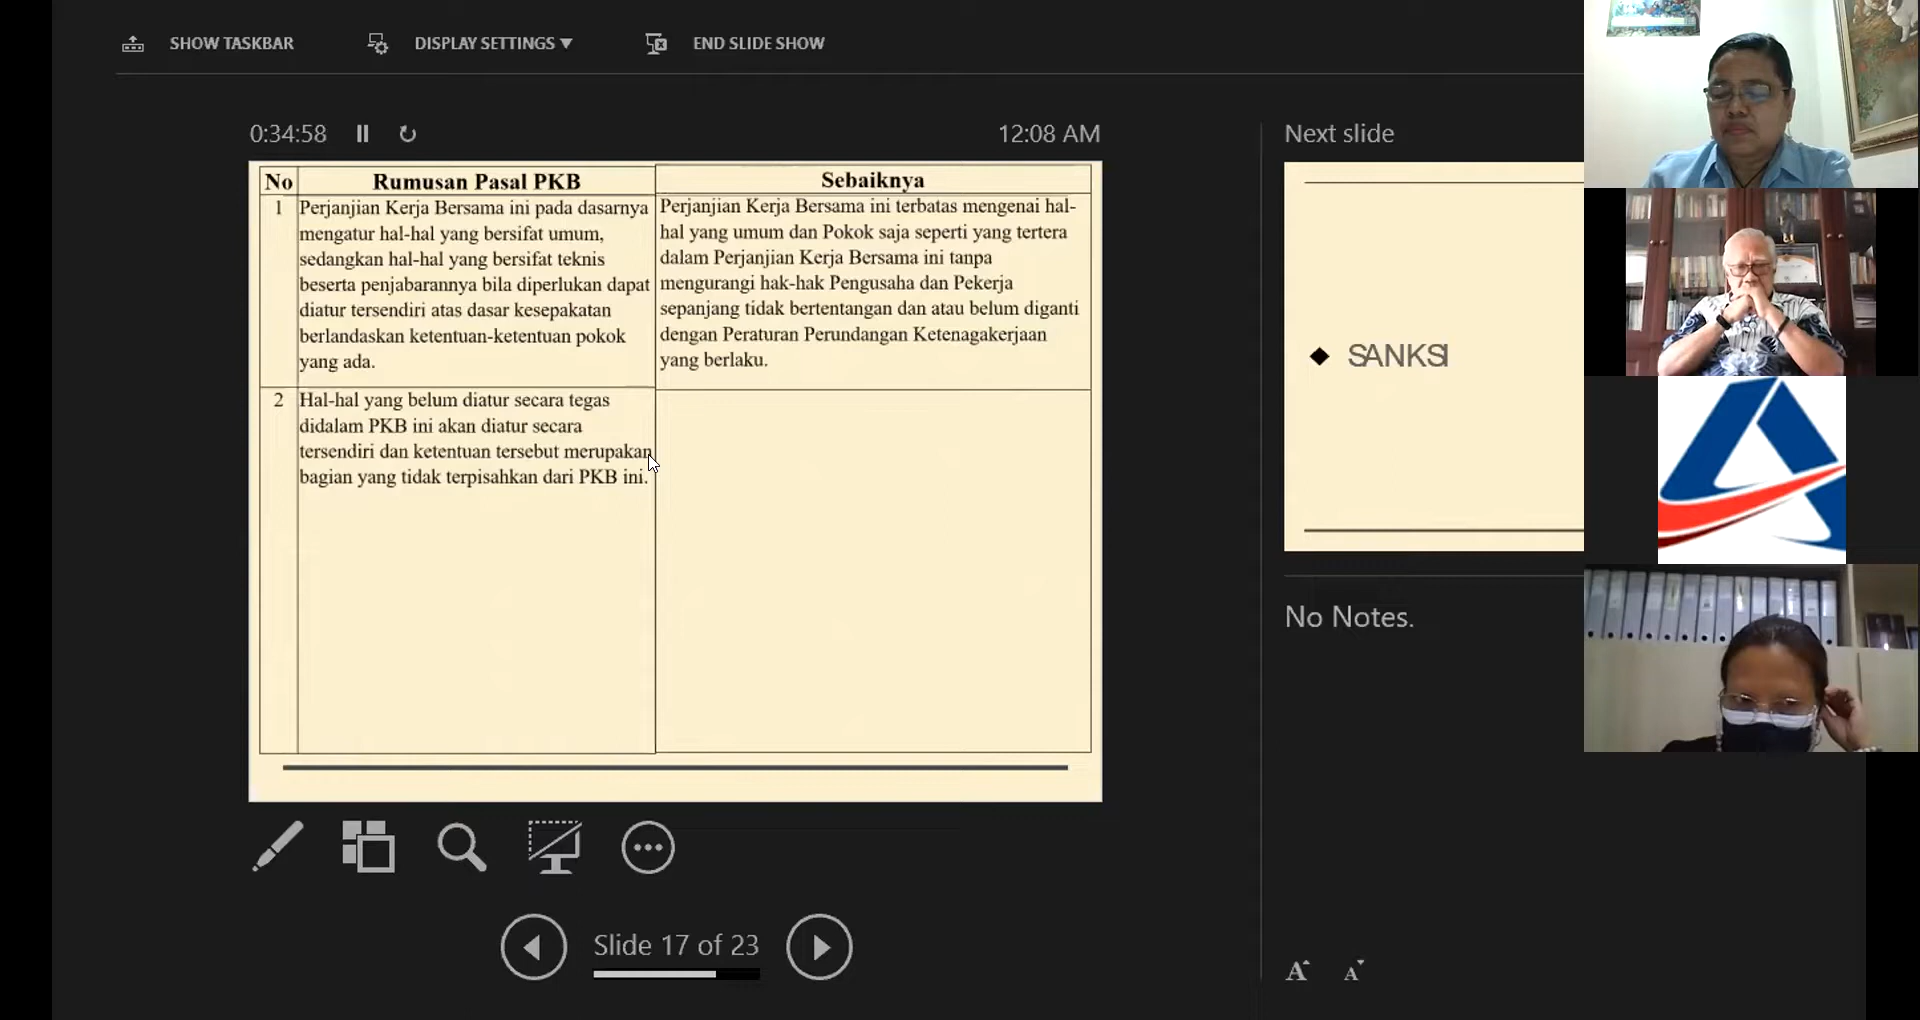 SHOW TASKBAR
DISPLAY SETTINGS ▼
END SLIDE SHOW
0:34:58
12:08 AM
No
Rumusan Pasal PKB
Sebaiknya
1
Perjanjian Kerja Bersama ini pada dasarnya
mengatur hal-hal yang bersifat umum,
sedangkan hal-hal yang bersifat teknis
beserta penjabarannya bila diperlukan dapat
diatur tersendiri atas dasar kesepakatan
berlandaskan ketentuan-ketentuan pokok
yang ada.
Perjanjian Kerja Bersama ini terbatas mengenai hal-
hal yang umum dan Pokok saja seperti yang tertera
dalam Perjanjian Kerja Bersama ini tanpa
mengurangi hak-hak Pengusaha dan Pekerja
sepanjang tidak bertentangan dan atau belum diganti
dengan Peraturan Perundangan Ketenagakerjaan
yang berlaku.
2
Hal-hal yang belum diatur secara tegas
didalam PKB ini akan diatur secara
tersendiri dan ketentuan tersebut merupakan
bagian yang tidak terpisahkan dari PKB ini.
Slide 17 of 23
Next slide
SANKSI
No Notes.
A
A